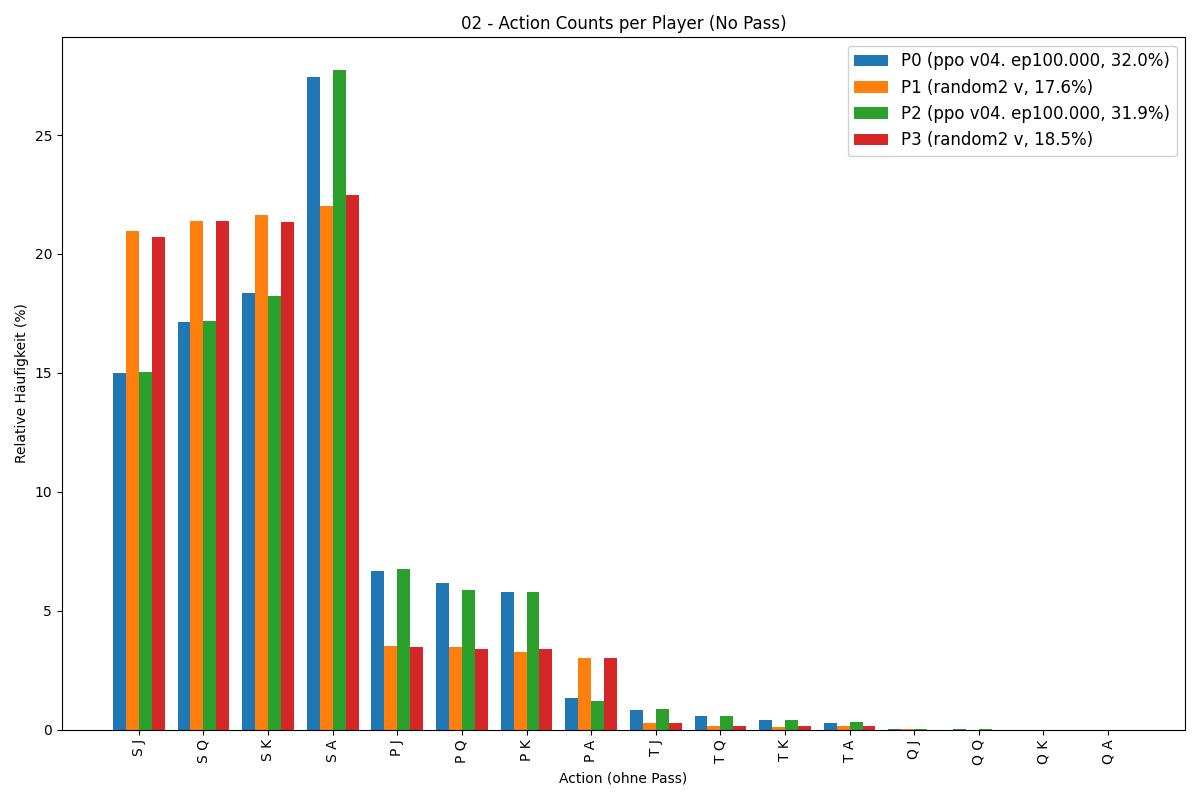 02 - Action Counts per Player (No Pass)
P0 (ppo v04. ep100.000, 32.0%)
P1 (random2 v, 17.6%)
P2 (ppo v04. ep100.000, 31.9%)
P3 (random2 v, 18.5%)
Relative Häufigkeit (%)
25
20
15
10
5
0
S J
S Q
S K
S A
P J
P Q
P K
P A
T J
T Q
T K
T A
Q J
Q Q
Q K
Q A
Action (ohne Pass)